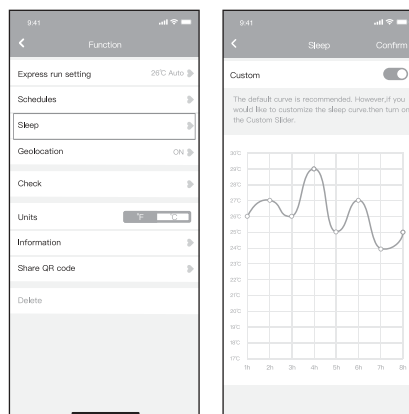 9:41
Function
Express run setting 26℃ Auto
Schedules
Sleep
Geolocation ON
Check
Units °F ℃
Information
Share QR code
Delete
9:41
Sleep Confirm
Custom
The default curve is recommended. However,if you
would like to customize the sleep curve.then turn on
the Custom Slider.
30℃
29℃
28℃
27℃
26℃
25℃
24℃
23℃
22℃
21℃
20℃
19℃
18℃
17℃
1h 2h 3h 4h 5h 6h 7h 8h